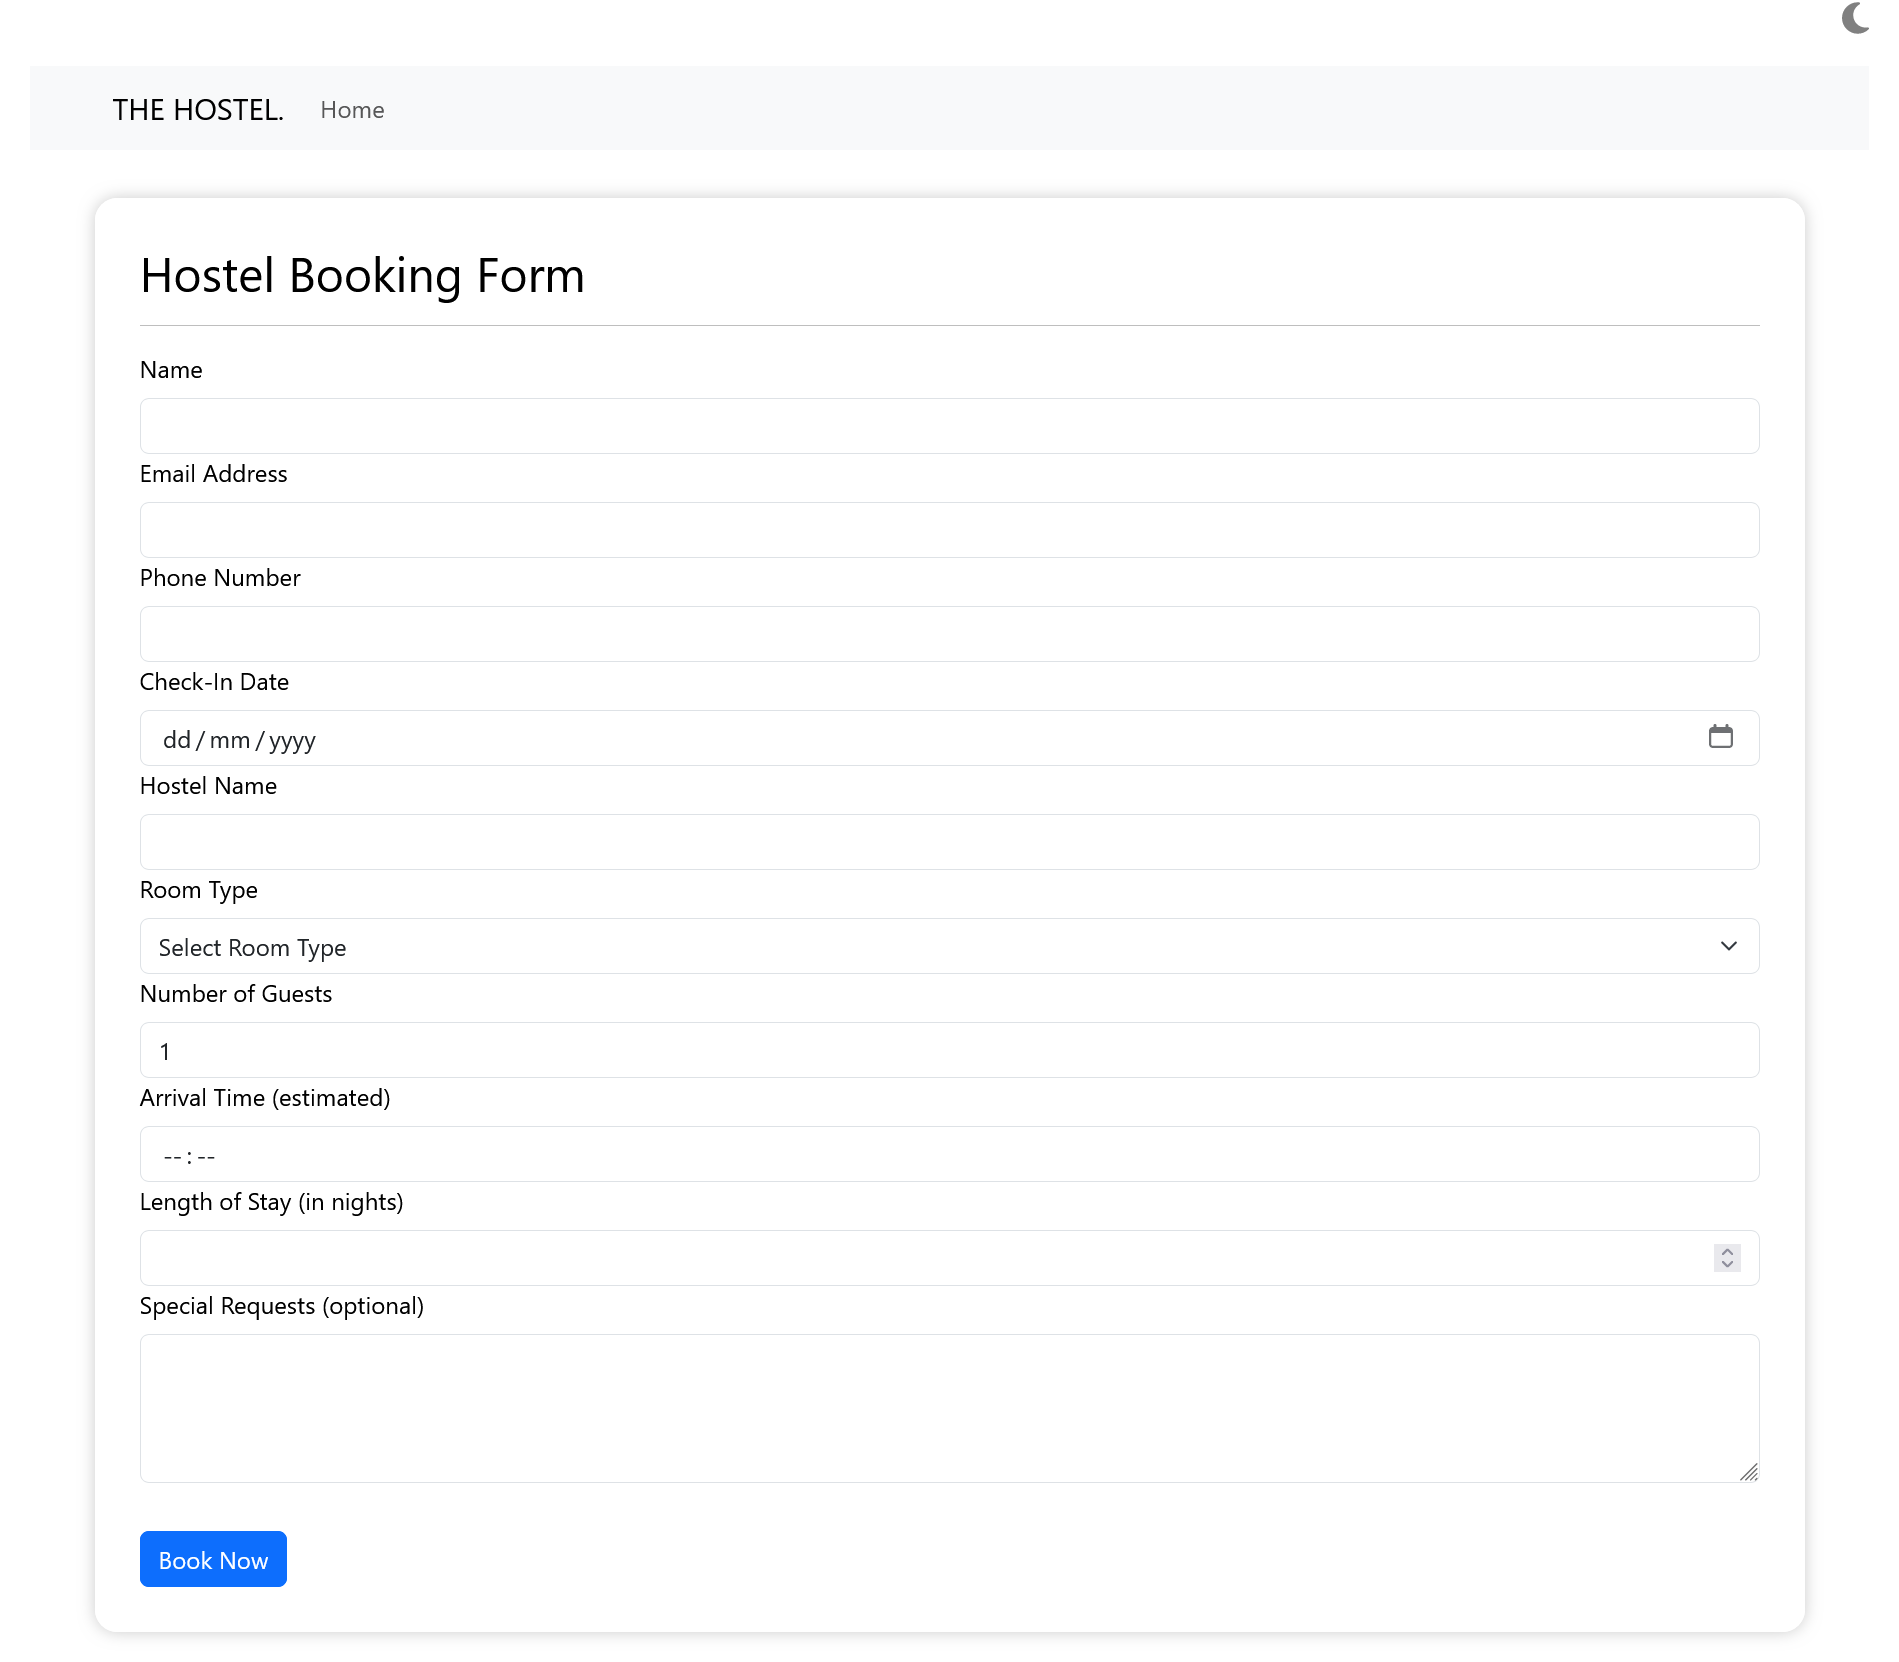 THE HOSTEL. Home
Hostel Booking Form
Name
Email Address
Phone Number
Check-In Date
dd/mm/yyyy
Hostel Name
Room Type
Select Room Type
Number of Guests
1
Arrival Time (estimated)
--:--
Length of Stay (in nights)
Special Requests (optional)
Book Now